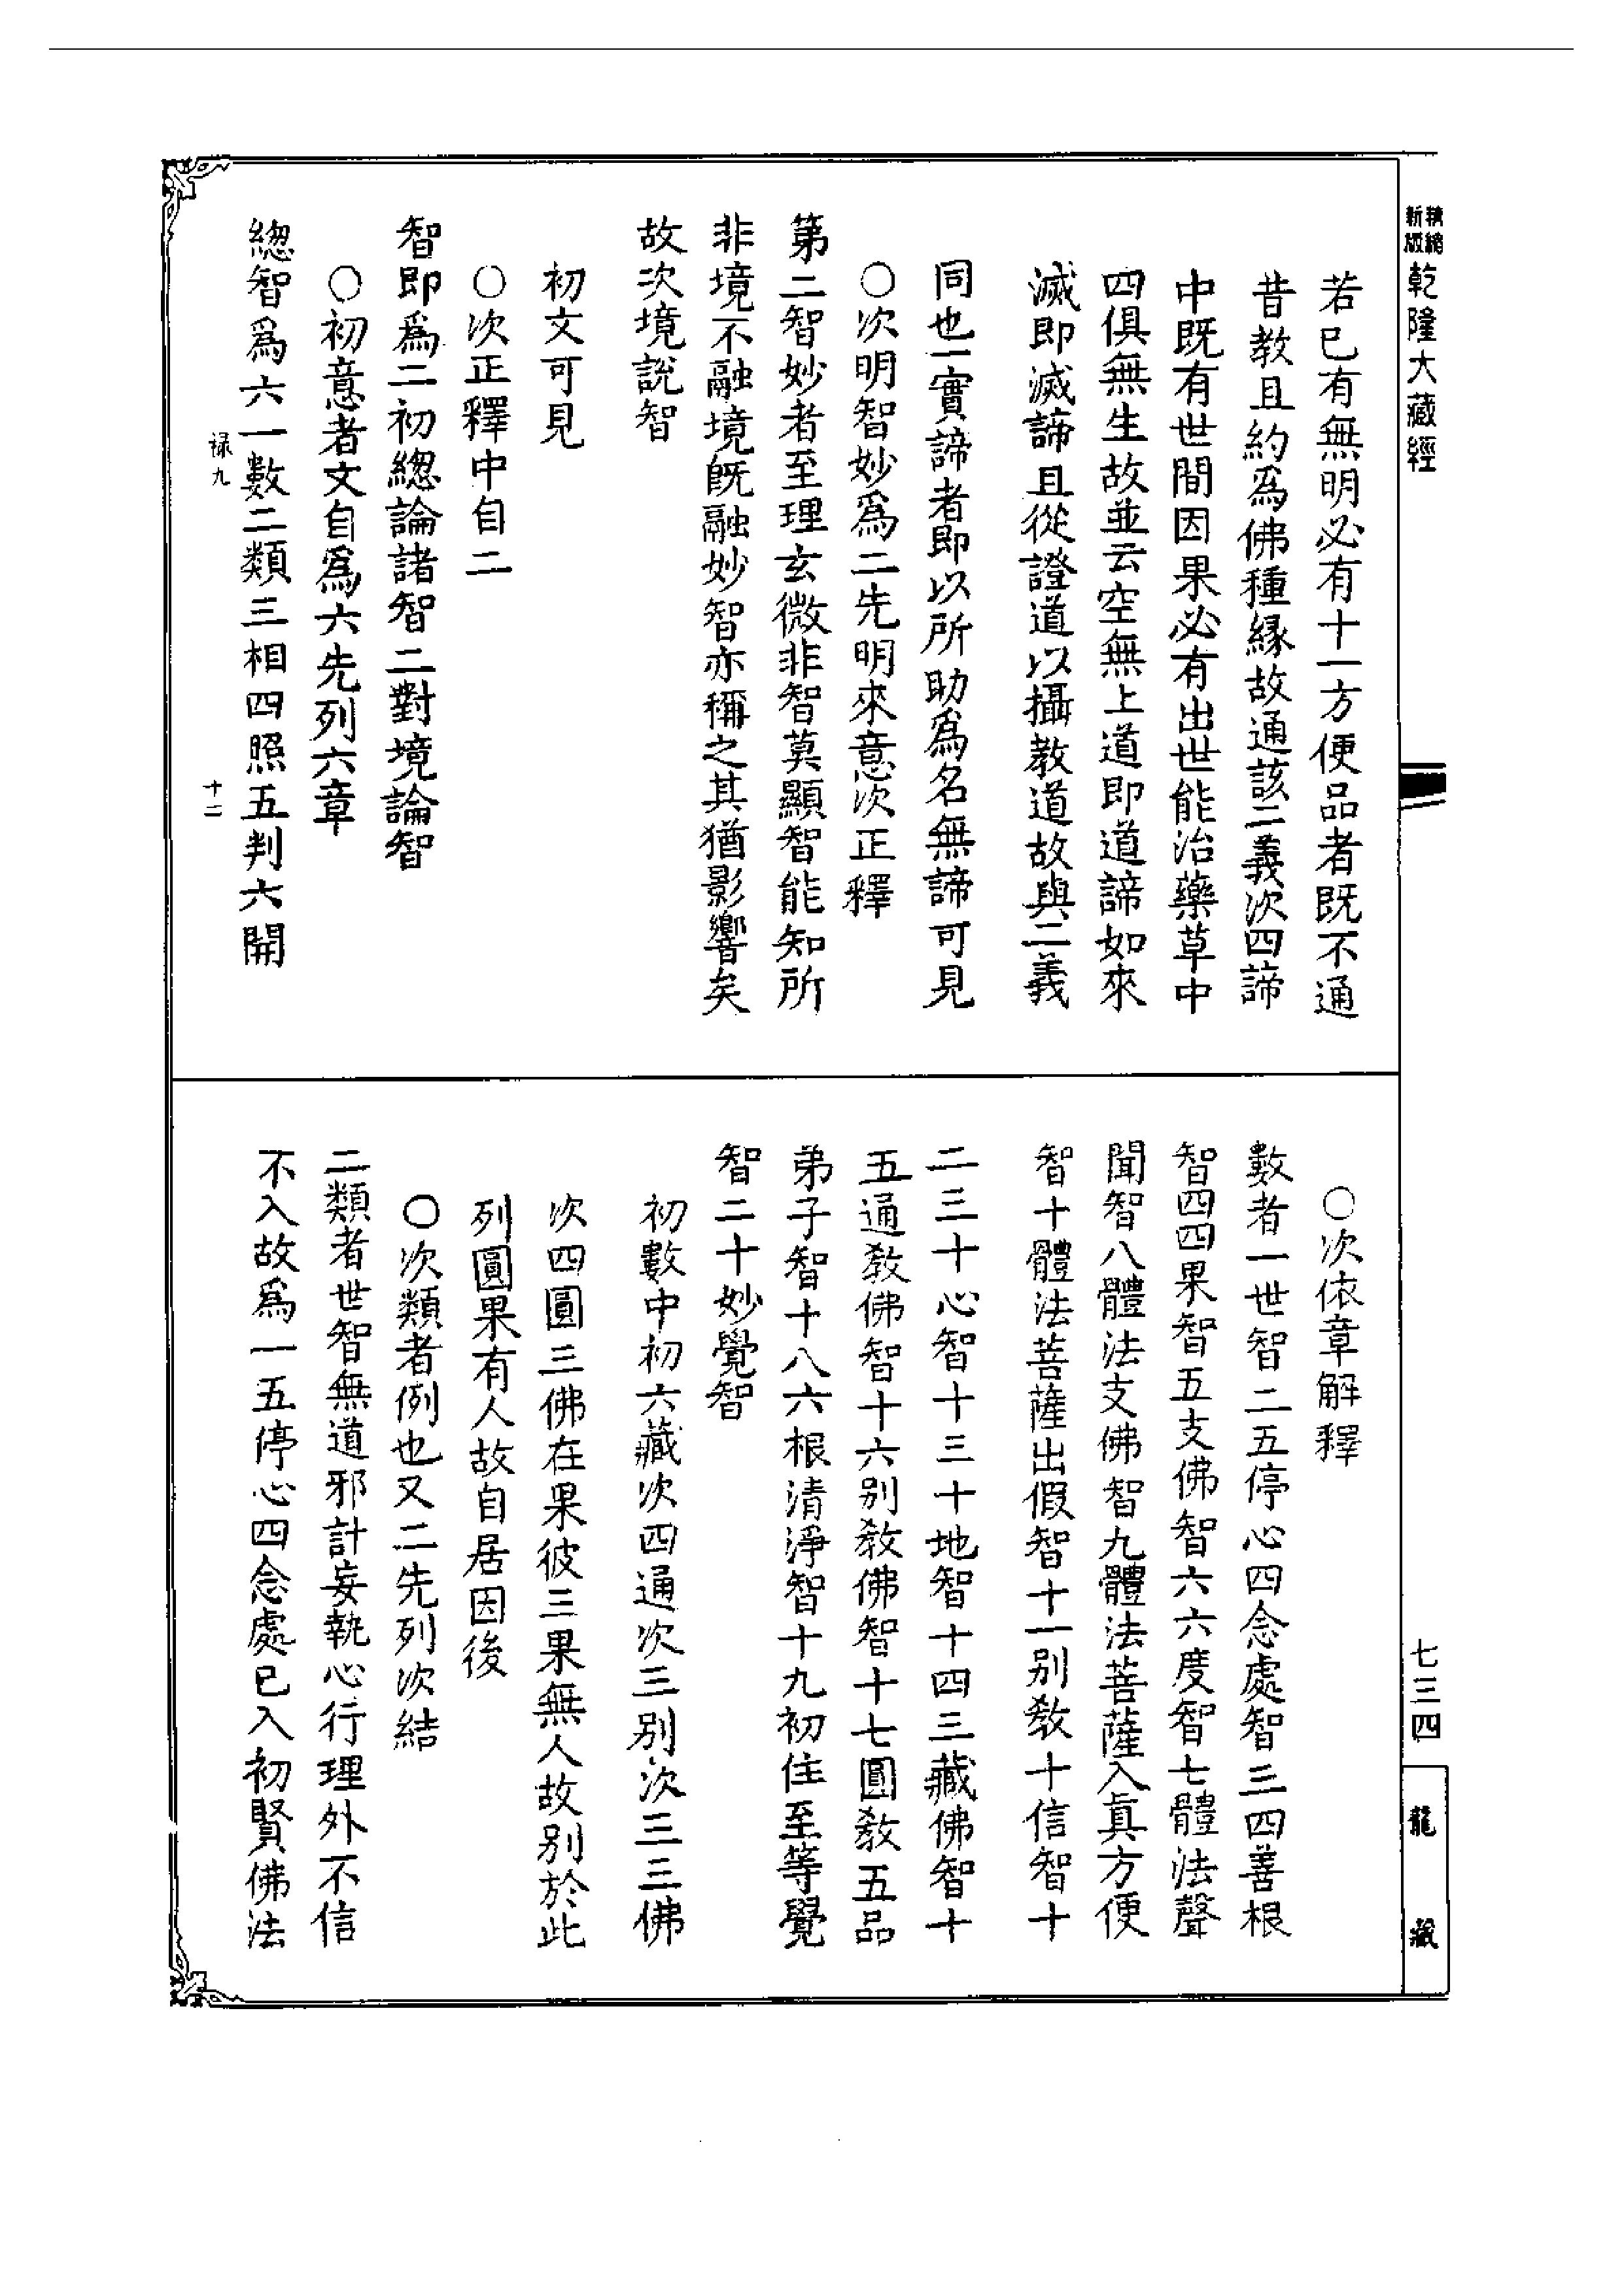 新版精縮乾隆大藏經
若已有無明必有十一方便品者既不通
昔教且約為佛種緣故通該二義次四諦
中既有世間因果必有出世能治藥草中
四俱無生故並云空無上道即道諦如來
滅即滅諦且從證道以攝教道故與二義
同也一實諦者即以所助為名無諦可見
○次明智妙為二先明來意次正釋
第二智妙者至理玄微非智莫顯智能知所
非境不融境既融妙智亦稱之其猶影響矣
故次境說智
初文可見
○次正釋中自二
智即為二初總論諸智二對境論智
○初意者文自為六先列六章
總智為六一數二類三相四照五判六開
祿九
十二
○次依章解釋
數者一世智二五停心四念處智三四善根
智四四果智五支佛智六六度智七體法聲
聞智八體法支佛智九體法菩薩入真方便
智十體法菩薩出假智十一別教十信智十
二三十心智十三十地智十四三藏佛智十
五通教佛智十六別教佛智十七圓教五品
弟子智十八六根清淨智十九初住至等覺
智二十妙覺智
初數中初六藏次四通次三別次三三佛
次四圓三佛在果彼三果無人故別於此
列圓果有人故自居因後
○次類者例也又二先列次結
二類者世智無道邪計妄執心行理外不信
不入故為一五停心四念處已入初賢佛法
七三四
龍藏